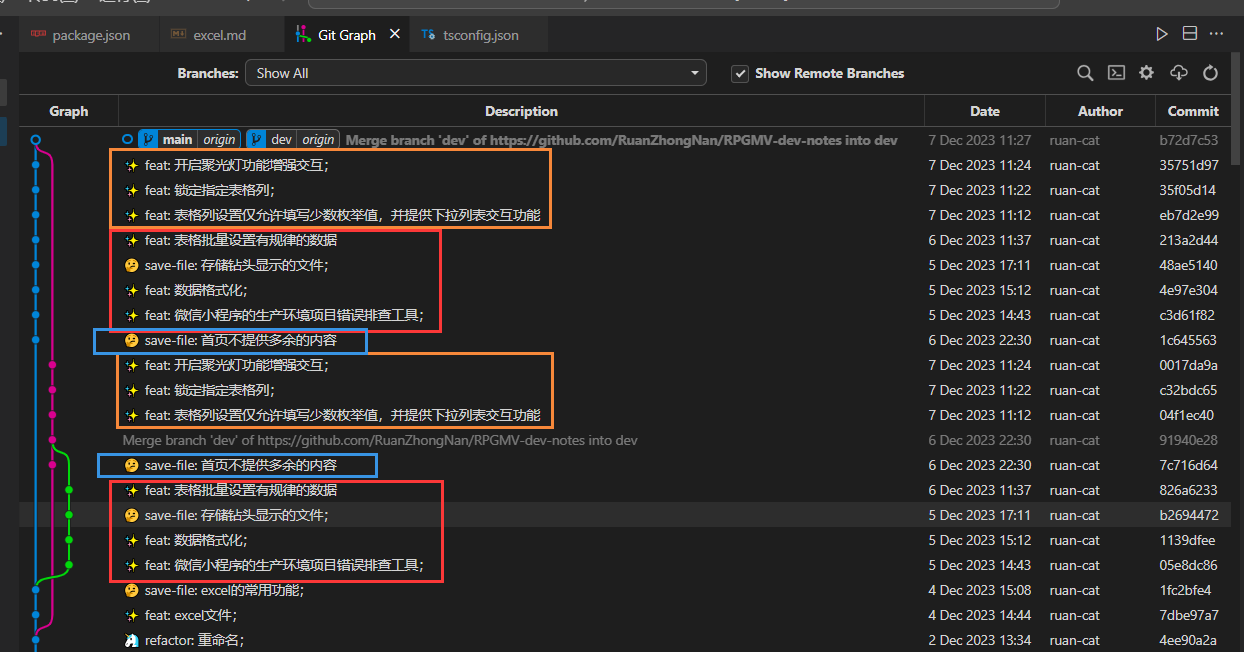 package.json excel.md Git Graph tsconfig.json
Branches: Show All Show Remote Branches
Graph Description Date Author Commit
main origin dev origin Merge branch 'dev' of https://github.com/RuanZhongNan/RPGMV-dev-notes into dev 7 Dec 2023 11:27 ruan-cat b72d7c53
✨ feat: 开启聚光灯功能增强交互; 7 Dec 2023 11:24 ruan-cat 35751d97
✨ feat: 锁定指定表格列; 7 Dec 2023 11:22 ruan-cat 35f05d14
✨ feat: 表格列设置仅允许填写少数枚举值，并提供下拉列表交互功能 7 Dec 2023 11:12 ruan-cat eb7d2e99
✨ feat: 表格批量设置有规律的数据 6 Dec 2023 11:37 ruan-cat 213a2d44
🤔 save-file: 存储钻头显示的文件; 5 Dec 2023 17:11 ruan-cat 48ae5140
✨ feat: 数据格式化; 5 Dec 2023 15:12 ruan-cat 4e97e304
✨ feat: 微信小程序的生产环境项目错误排查工具; 5 Dec 2023 14:43 ruan-cat c3d61f82
🤔 save-file: 首页不提供多余的内容 6 Dec 2023 22:30 ruan-cat 1c645563
✨ feat: 开启聚光灯功能增强交互; 7 Dec 2023 11:24 ruan-cat 0017da9a
✨ feat: 锁定指定表格列; 7 Dec 2023 11:22 ruan-cat c32bdc65
✨ feat: 表格列设置仅允许填写少数枚举值，并提供下拉列表交互功能 7 Dec 2023 11:12 ruan-cat 04f1ec40
Merge branch 'dev' of https://github.com/RuanZhongNan/RPGMV-dev-notes into dev 6 Dec 2023 22:30 ruan-cat 91940e28
🤔 save-file: 首页不提供多余的内容 6 Dec 2023 22:30 ruan-cat 7c716d64
✨ feat: 表格批量设置有规律的数据 6 Dec 2023 11:37 ruan-cat 826a6233
🤔 save-file: 存储钻头显示的文件; 5 Dec 2023 17:11 ruan-cat b2694472
✨ feat: 数据格式化; 5 Dec 2023 15:12 ruan-cat 1139dfee
✨ feat: 微信小程序的生产环境项目错误排查工具; 5 Dec 2023 14:43 ruan-cat 05e8dc86
🤔 save-file: excel的常用功能; 4 Dec 2023 15:08 ruan-cat 1fc2bfe4
✨ feat: excel文件; 4 Dec 2023 14:44 ruan-cat 7dbe97a7
🦄 refactor: 重命名; 2 Dec 2023 13:34 ruan-cat 4ee90a2a